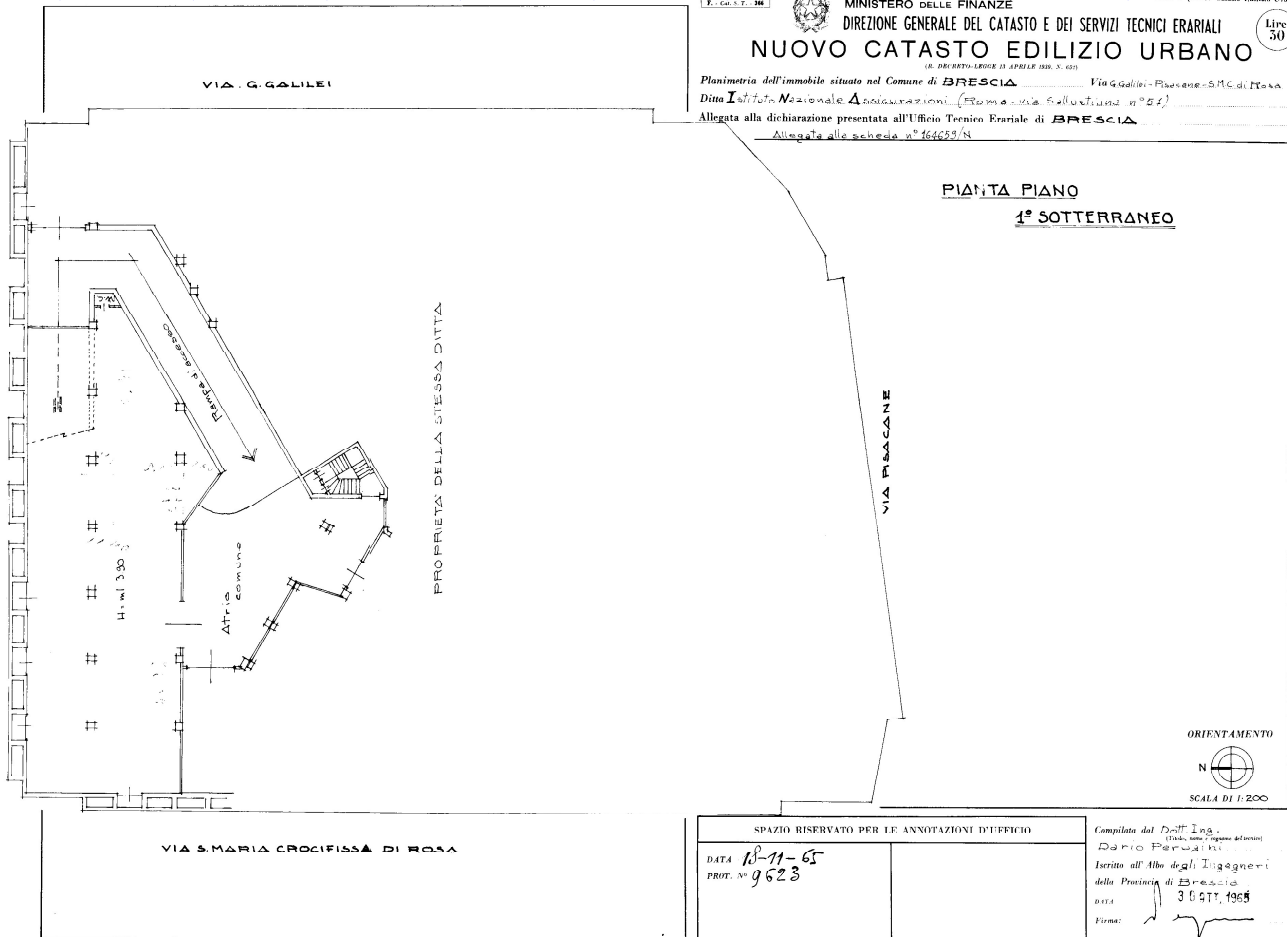 F. - Cat. S. T. - 366
MINISTERO DELLE FINANZE
DIREZIONE GENERALE DEL CATASTO E DEI SERVIZI TECNICI ERARIALI
Lire
30
NUOVO CATASTO EDILIZIO URBANO
(R. DECRETO-LEGGE 13 APRILE 1939, N. 652)
Planimetria dell'immobile situato nel Comune di BRESCIA Via G. Galilei - Pisacane - S.M.C. di Rosa
Ditta Istituto Nazionale Assicurazioni (Roma - via Sallustiana n° 51)
Allegata alla dichiarazione presentata all'Ufficio Tecnico Erariale di BRESCIA
Allegata alle scheda n° 164659/N
VIA . G. GALILEI
PIANTA PIANO
1º SOTTERRANEO
W.C.
Rampa di accesso
PROPRIETA' DELLA STESSA DITTA
VIA PISACANE
H=ml 3.90
Atrio
comune
ORIENTAMENTO
N
SCALA DI 1: 200
VIA S. MARIA CROCIFISSA DI ROSA
SPAZIO RISERVATO PER LE ANNOTAZIONI D'UFFICIO
DATA 18-11-65
PROT. Nº 9623
Compilata dal Dott. Ing.
(Titolo, nome e cognome del tecnico)
Dario
Iscritto all'Albo degli Ingegneri
della Provincia di Brescia
DATA 30 OTT. 1965
Firma: